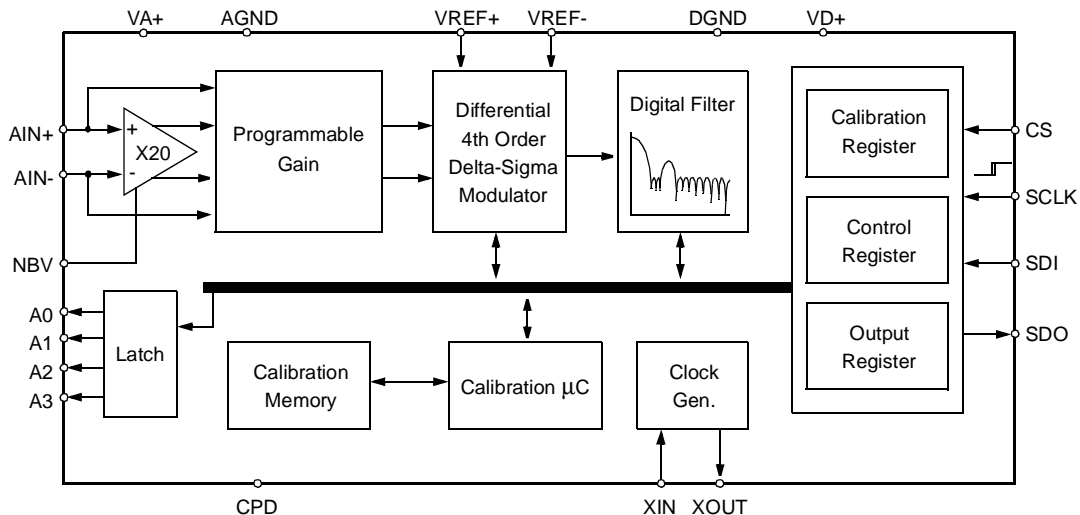 VA+ AGND VREF+ VREF- DGND VD+
AIN+
AIN-
NBV
+
X20
-
Programmable
Gain
Differential
4th Order
Delta-Sigma
Modulator
Digital Filter
Calibration
Register
Control
Register
Output
Register
CS
SCLK
SDI
SDO
A0
A1
A2
A3
Latch
Calibration
Memory
Calibration µC
Clock
Gen.
CPD XIN XOUT